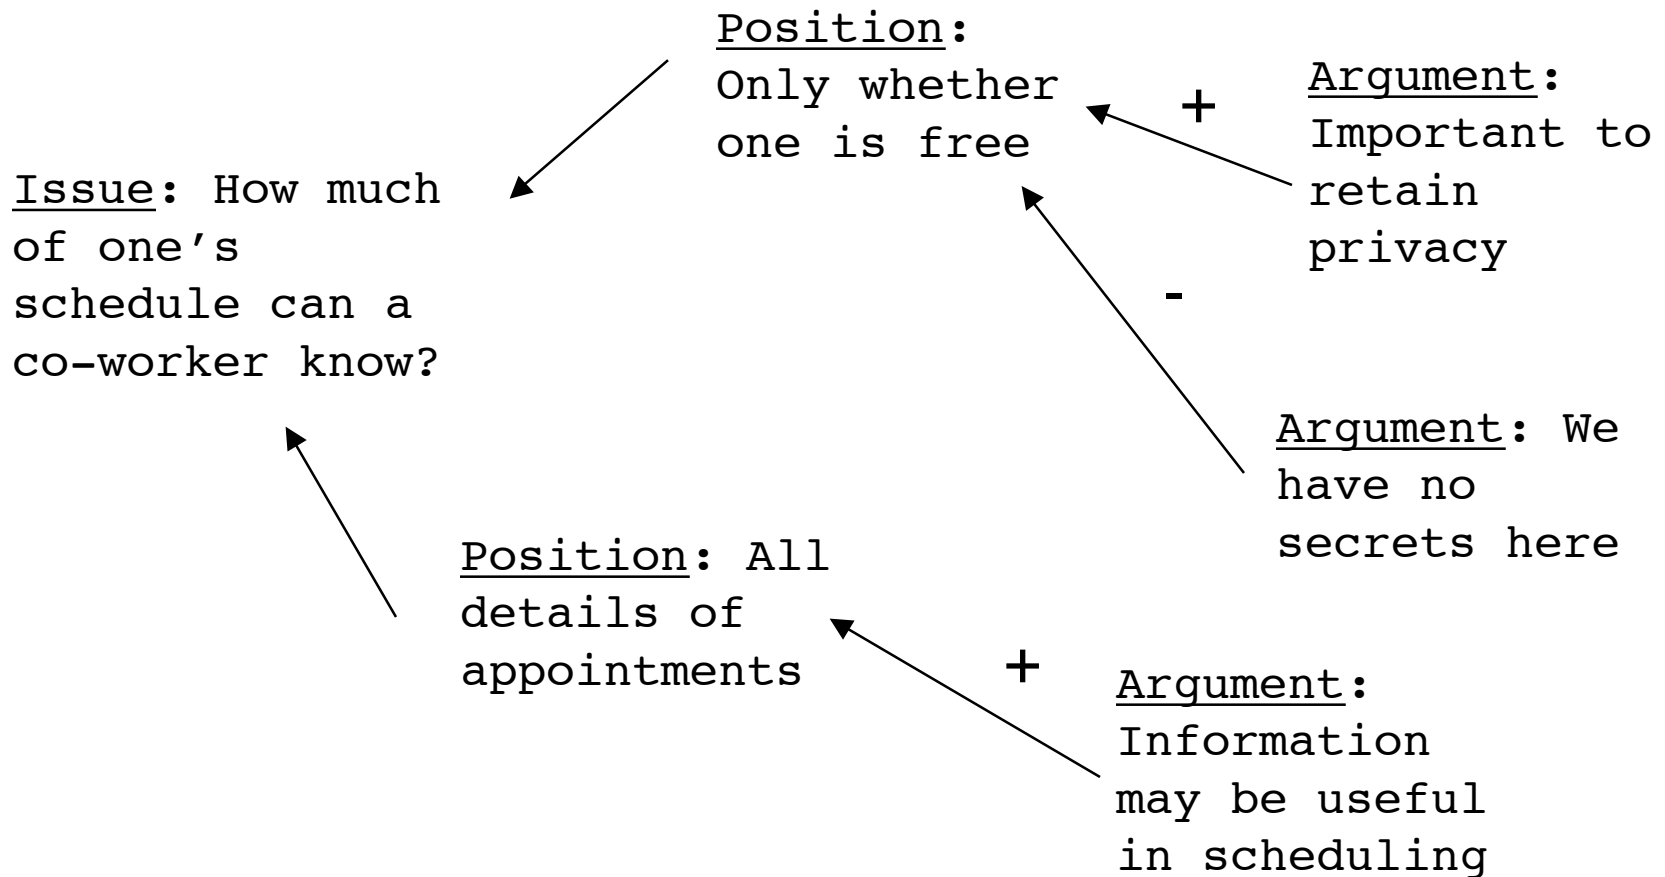 Position:
Only whether
one is free
+
Argument:
Important to
retain
privacy
Issue: How much
of one’s
schedule can a
co-worker know?
-
Argument: We
have no
secrets here
Position: All
details of
appointments
+
Argument:
Information
may be useful
in scheduling